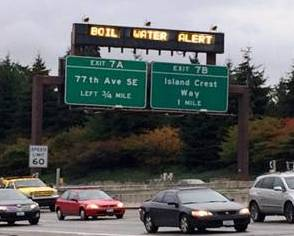 BOIL WATER ALERT
EXIT 7A
77th Ave SE
LEFT ¾ MILE
EXIT 7B
Island Crest
Way
1 MILE
SPEED
LIMIT
60